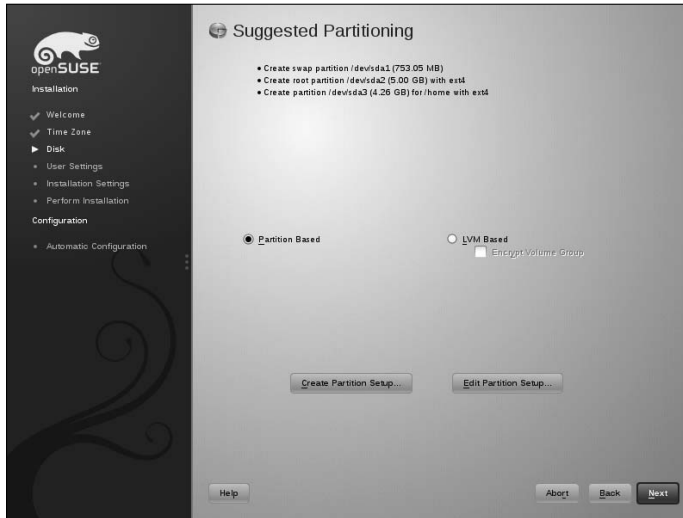 openSUSE
Installation
Welcome
Time Zone
Disk
User Settings
Installation Settings
Perform Installation
Configuration
Automatic Configuration
Suggested Partitioning
• Create swap partition /dev/sda1 (753.05 MB)
• Create root partition /dev/sda2 (5.00 GB) with ext4
• Create partition /dev/sda3 (4.26 GB) for /home with ext4
Partition Based
LVM Based
Encrypt Volume Group
Create Partition Setup...
Edit Partition Setup...
Help
Abort
Back
Next